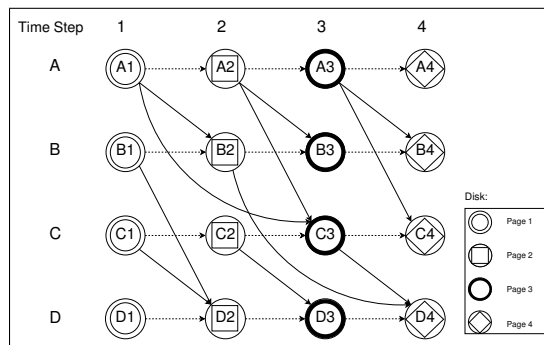 Time Step 1 2 3 4
A A1 A2 A3 A4
B B1 B2 B3 B4
Disk:
Page 1
C C1 C2 C3 C4
Page 2
Page 3
D D1 D2 D3 D4
Page 4